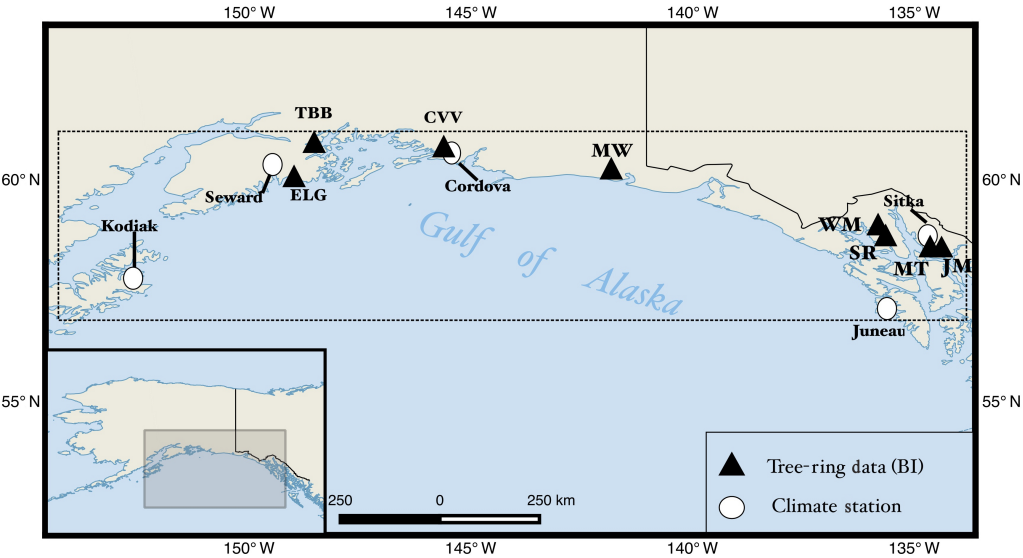 150° W 145° W 140° W 135° W
TBB
CVV
MW
60° N 60° N
Cordova
Seward ELG
Sitka
Kodiak
WM
SR
MT JM
Gulf of Alaska
Juneau
55° N 55° N
Tree-ring data (BI)
250 0 250 km
Climate station
150° W 145° W 140° W 135° W